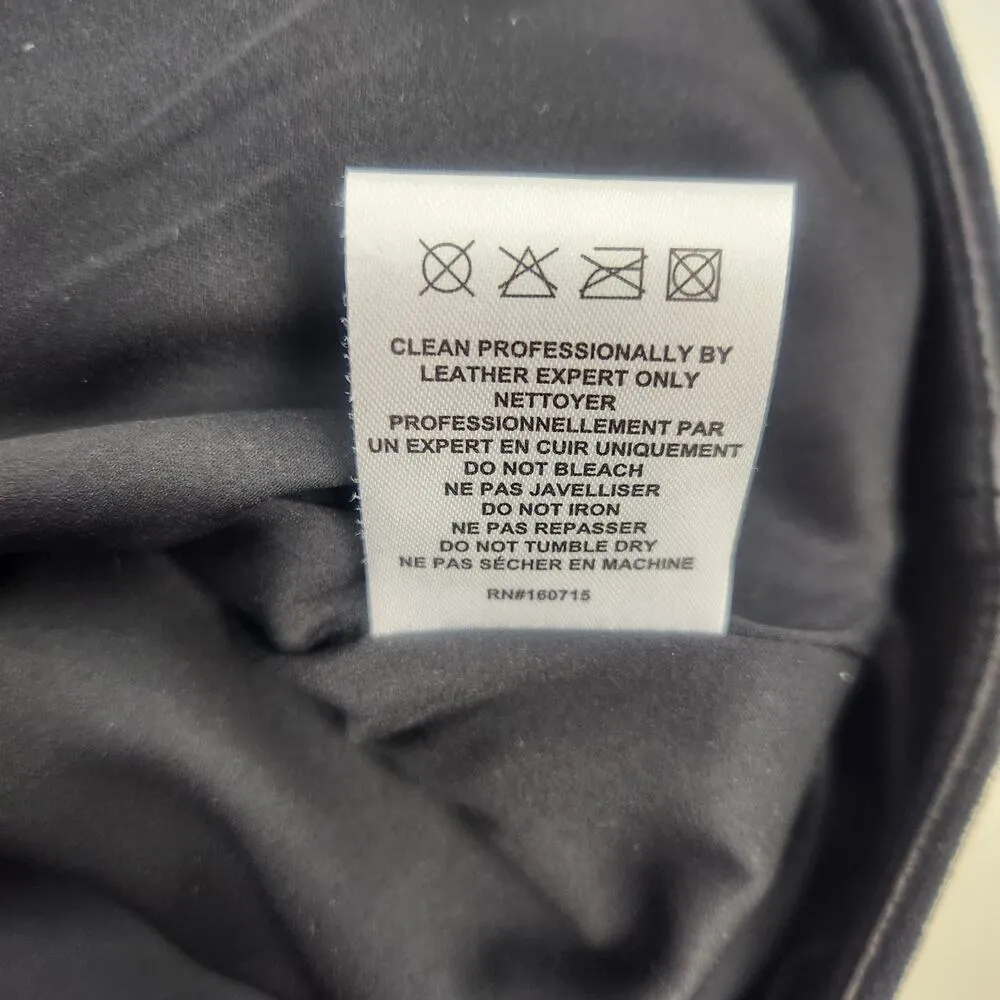 CLEAN PROFESSIONALLY BY
LEATHER EXPERT ONLY
NETTOYER
PROFESSIONNELLEMENT PAR
UN EXPERT EN CUIR UNIQUEMENT
DO NOT BLEACH
NE PAS JAVELLISER
DO NOT IRON
NE PAS REPASSER
DO NOT TUMBLE DRY
NE PAS SÉCHER EN MACHINE
RN#160715